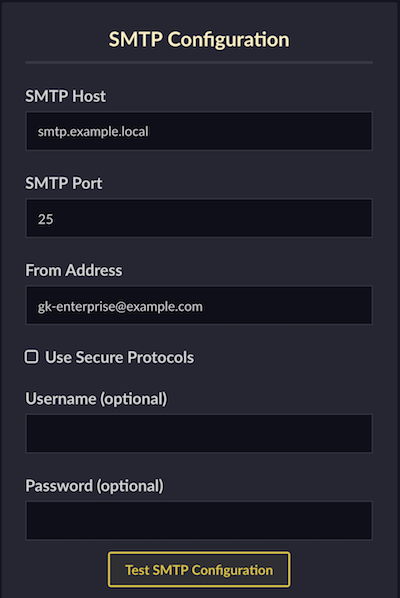 SMTP Configuration
SMTP Host
smtp.example.local
SMTP Port
25
From Address
gk-enterprise@example.com
Use Secure Protocols
Username (optional)
Password (optional)
Test SMTP Configuration